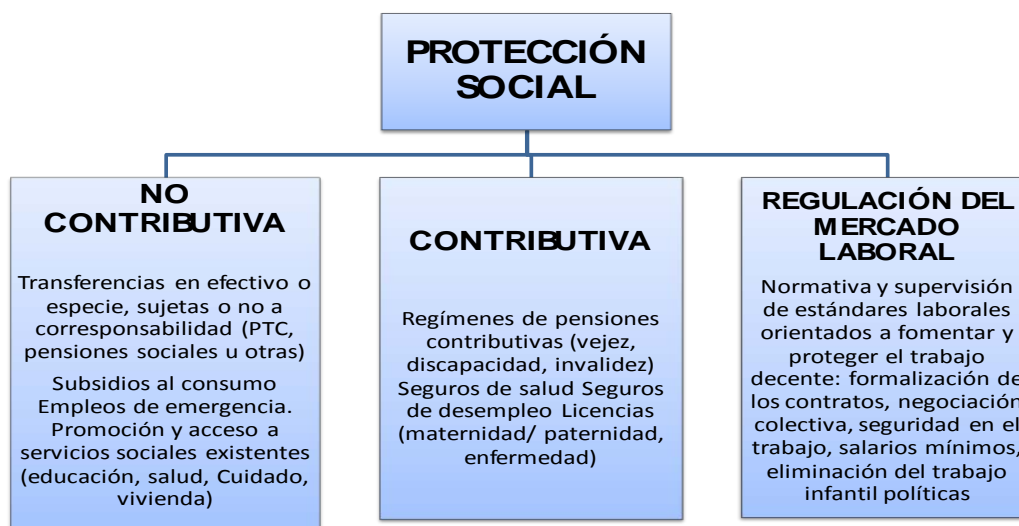 PROTECCIÓN
SOCIAL
NO
CONTRIBUTIVA
Transferencias en efectivo o
especie, sujetas o no a
corresponsabilidad (PTC,
pensiones sociales u otras)
Subsidios al consumo
Empleos de emergencia.
Promoción y acceso a
servicios sociales existentes
(educación, salud, Cuidado,
vivienda)
CONTRIBUTIVA
Regímenes de pensiones
contributivas (vejez,
discapacidad, invalidez)
Seguros de salud Seguros
de desempleo Licencias
(maternidad/ paternidad,
enfermedad)
REGULACIÓN DEL
MERCADO
LABORAL
Normativa y supervisión
de estándares laborales
orientados a fomentar y
proteger el trabajo
decente: formalización de
los contratos, negociación
colectiva, seguridad en el
trabajo, salarios mínimos,
eliminación del trabajo
infantil políticas